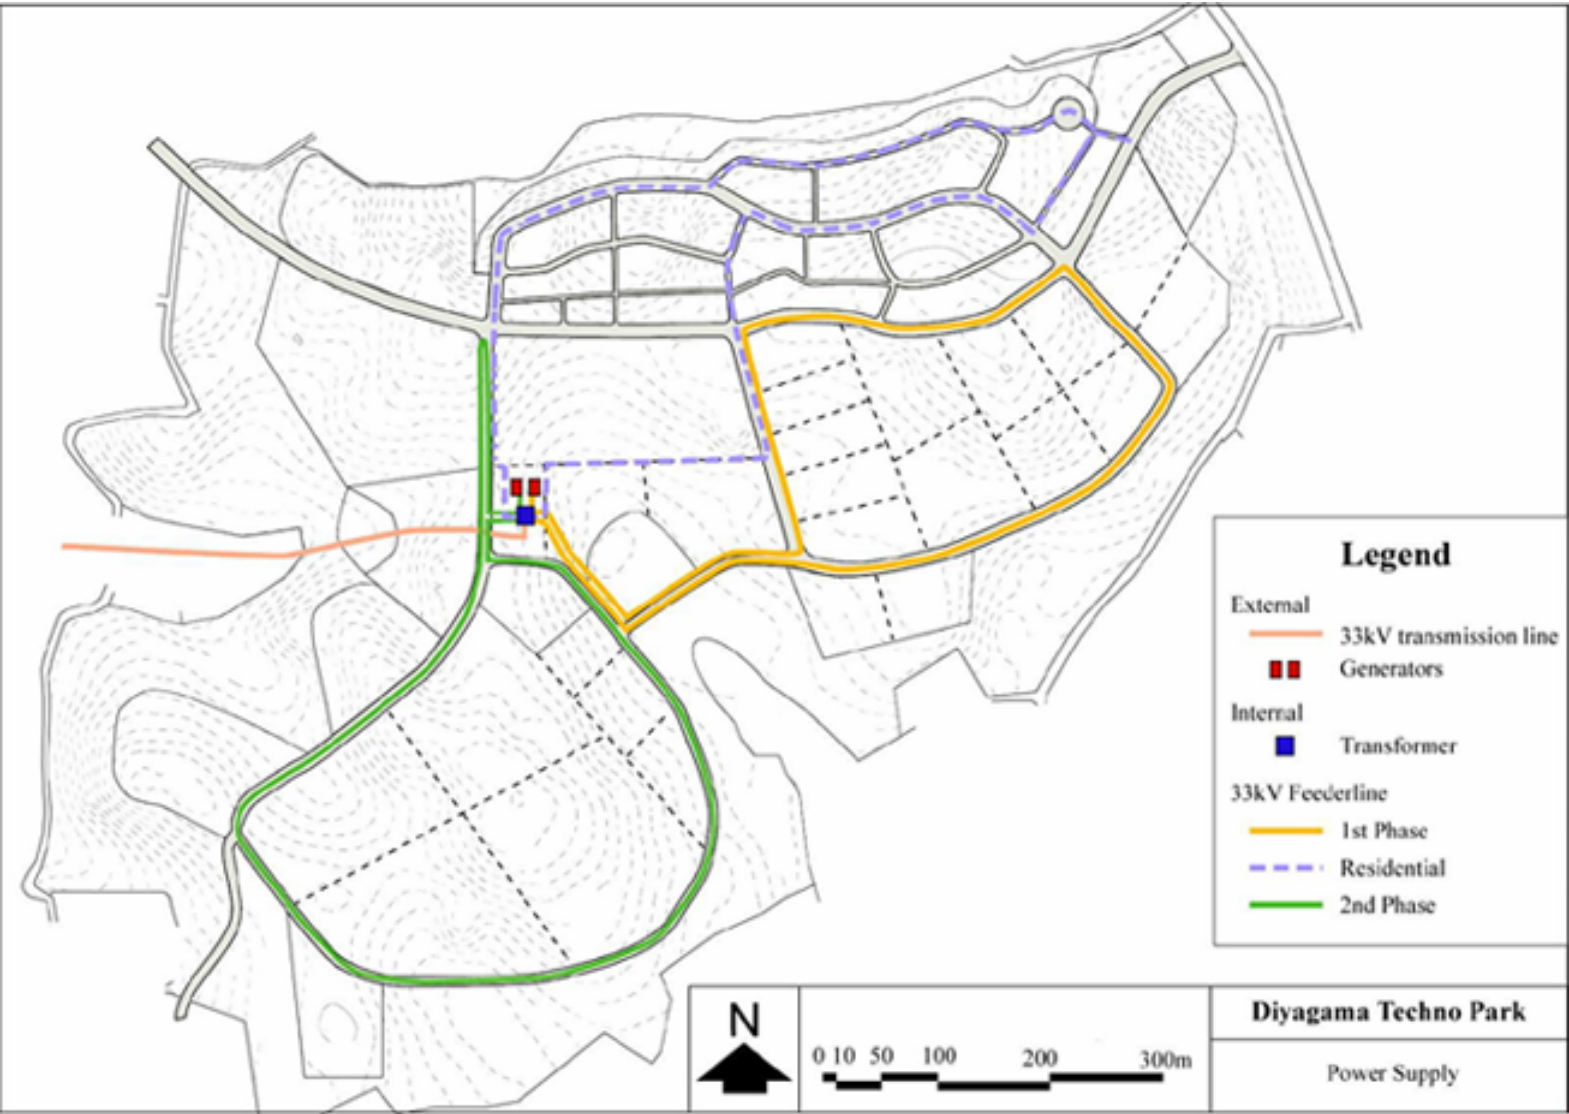 Legend
External
33kV transmission line
Generators
Internal
Transformer
33kV Feederline
1st Phase
Residential
2nd Phase
N
0 10 50 100 200 300m
Diyagama Techno Park
Power Supply